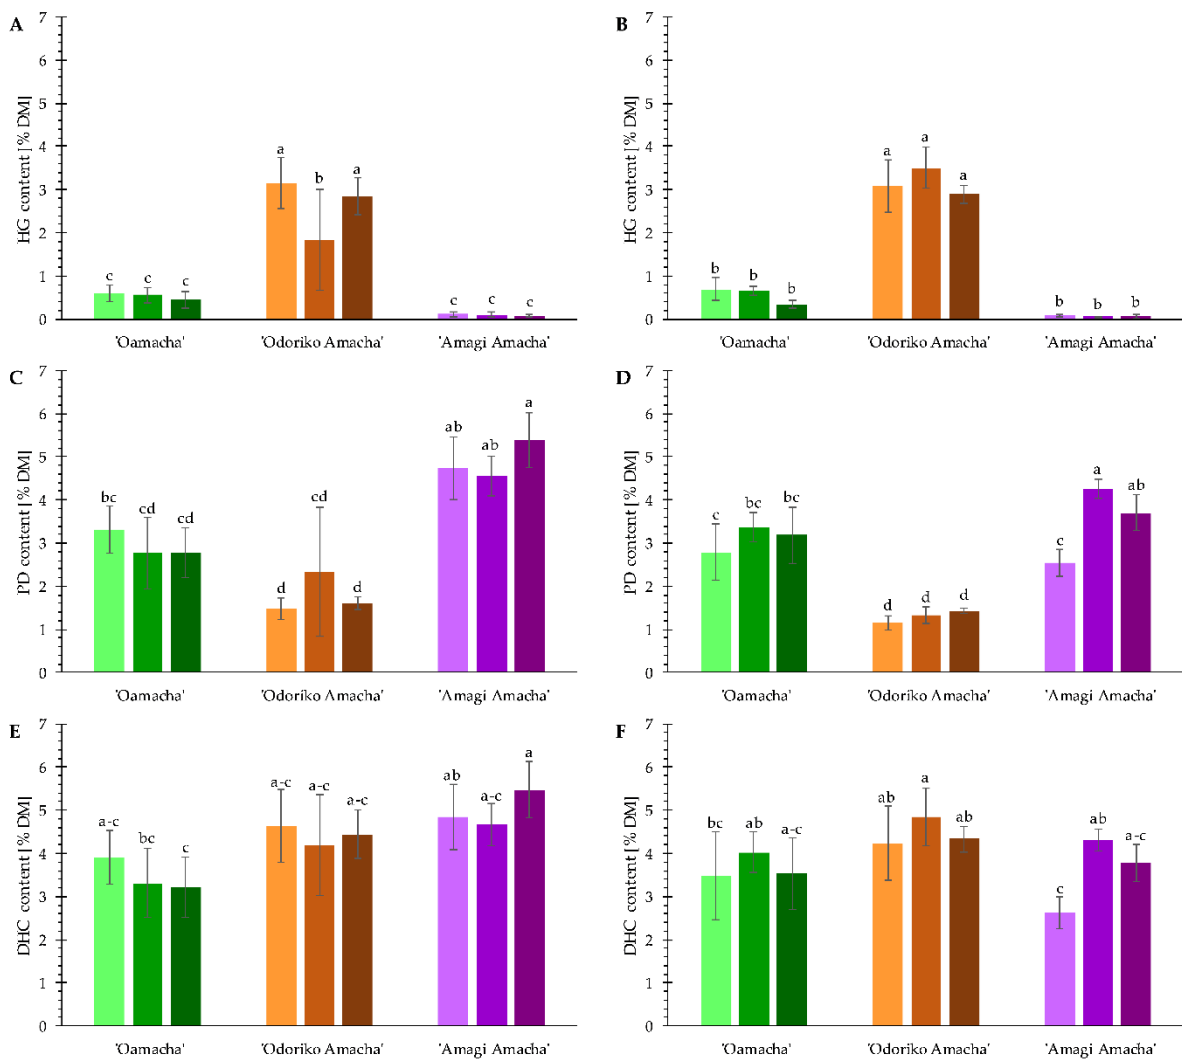 A
HG content [% DM]
7
6
5
4
3
2
1
0
c c c
a b a
c c c
'Oamacha' 'Odoriko Amacha' 'Amagi Amacha'
B
HG content [% DM]
7
6
5
4
3
2
1
0
b b b
a a a
b b b
'Oamacha' 'Odoriko Amacha' 'Amagi Amacha'
C
PD content [% DM]
7
6
5
4
3
2
1
0
bc cd cd
d cd d
ab ab a
'Oamacha' 'Odoriko Amacha' 'Amagi Amacha'
D
PD content [% DM]
7
6
5
4
3
2
1
0
c bc bc
d d d
c a ab
'Oamacha' 'Odoriko Amacha' 'Amagi Amacha'
E
DHC content [% DM]
7
6
5
4
3
2
1
0
a-c bc c
a-c a-c a-c
ab a-c a
'Oamacha' 'Odoriko Amacha' 'Amagi Amacha'
F
DHC content [% DM]
7
6
5
4
3
2
1
0
bc ab a-c
ab a ab
c ab a-c
'Oamacha' 'Odoriko Amacha' 'Amagi Amacha'